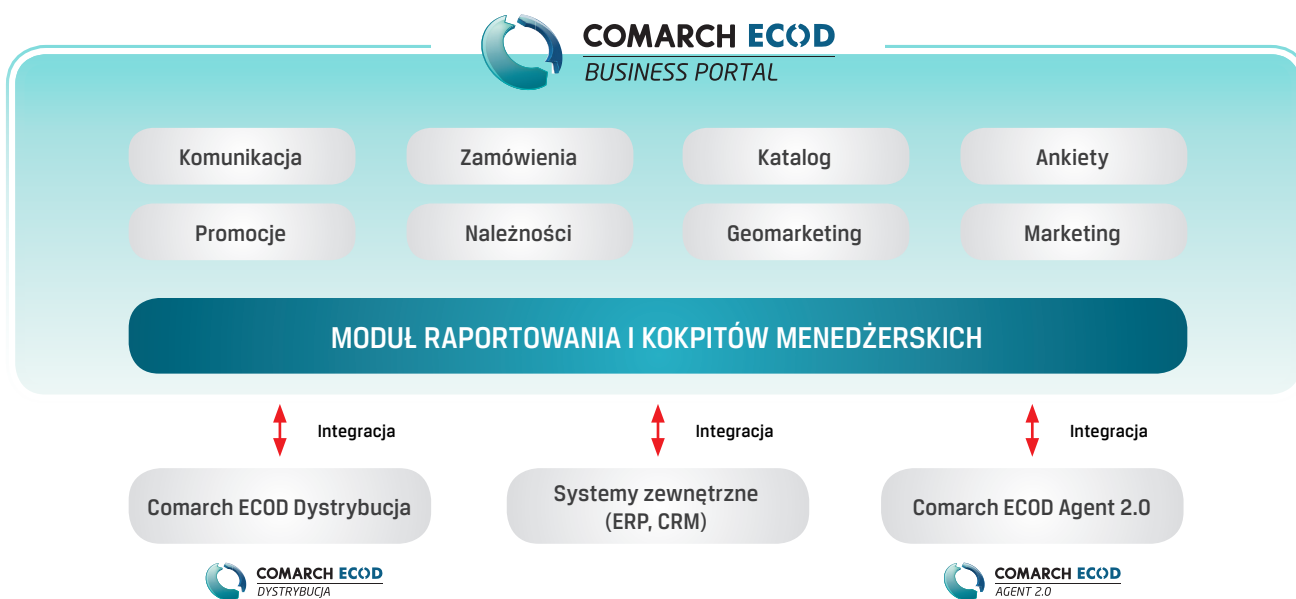 COMARCH ECOD
BUSINESS PORTAL
Komunikacja
Zamówienia
Katalog
Ankiety
Promocje
Należności
Geomarketing
Marketing
MODUŁ RAPORTOWANIA I KOKPITÓW MENEDŻERSKICH
Integracja
Integracja
Integracja
Comarch ECOD Dystrybucja
Systemy zewnętrzne
(ERP, CRM)
Comarch ECOD Agent 2.0
COMARCH ECOD
DYSTRYBUCJA
COMARCH ECOD
AGENT 2.0